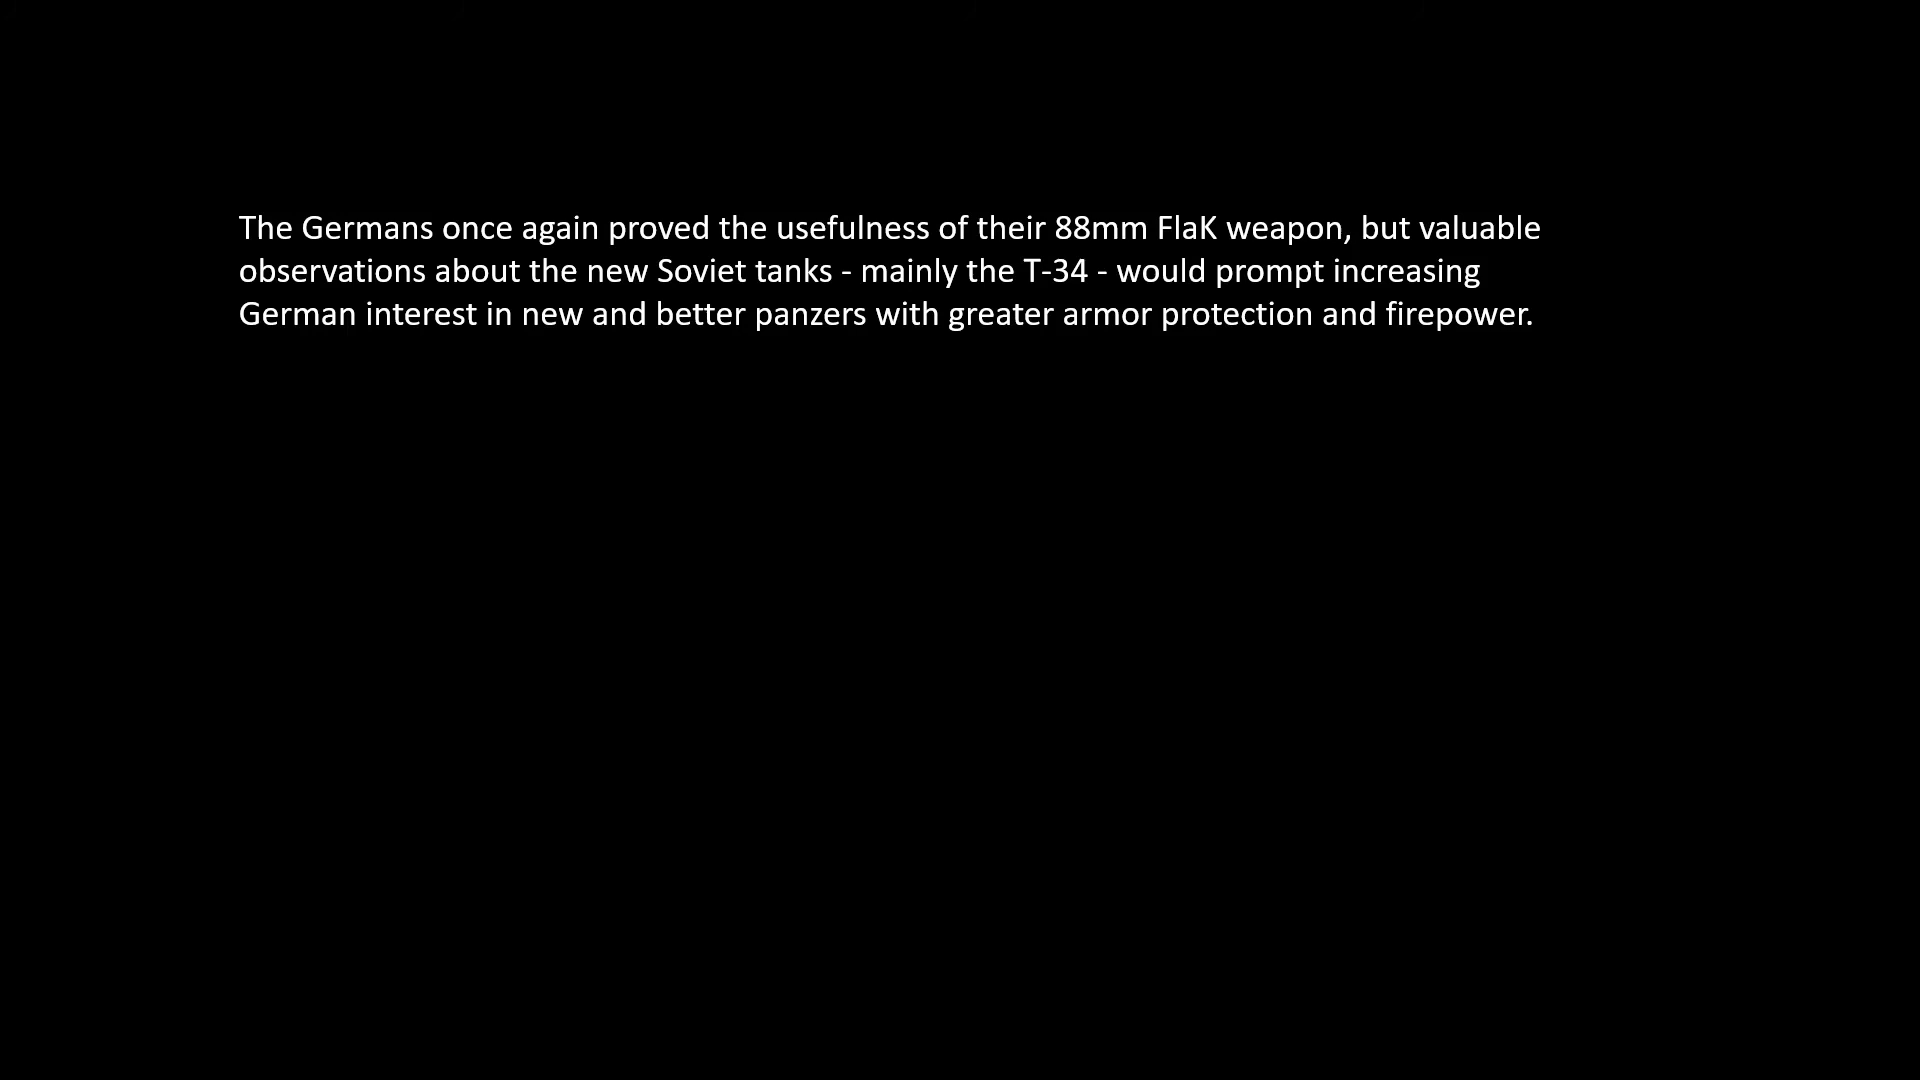 The Germans once again proved the usefulness of their 88mm FlaK weapon, but valuable
observations about the new Soviet tanks - mainly the T-34 - would prompt increasing
German interest in new and better panzers with greater armor protection and firepower.